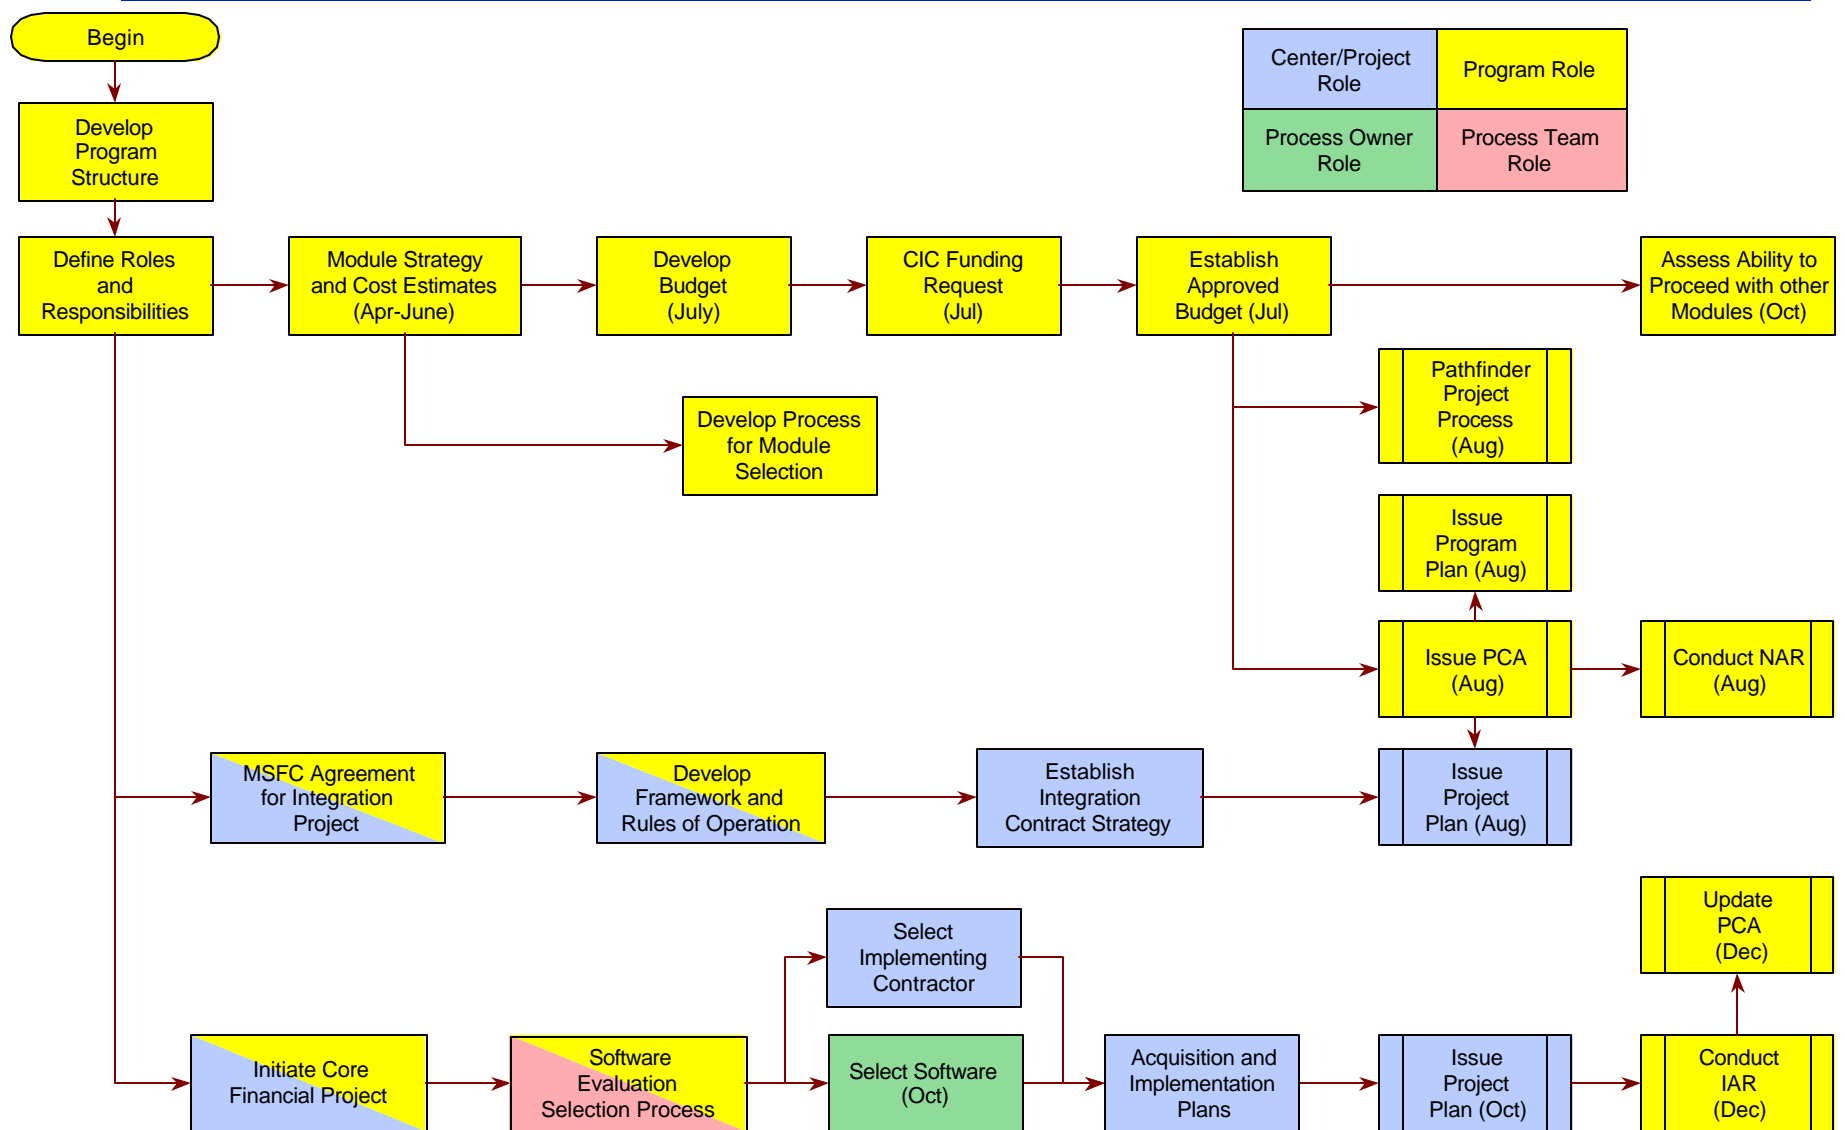 Begin
Center/Project
Role
Program Role
Process Owner
Role
Process Team
Role
Develop
Program
Structure
Define Roles
and
Responsibilities
Module Strategy
and Cost Estimates
(Apr-June)
Develop
Budget
(July)
CIC Funding
Request
(Jul)
Establish
Approved
Budget (Jul)
Assess Ability to
Proceed with other
Modules (Oct)
Pathfinder
Project
Process
(Aug)
Develop Process
for Module
Selection
Issue
Program
Plan (Aug)
Issue PCA
(Aug)
Conduct NAR
(Aug)
MSFC Agreement
for Integration
Project
Develop
Framework and
Rules of Operation
Establish
Integration
Contract Strategy
Issue
Project
Plan (Aug)
Select
Implementing
Contractor
Update
PCA
(Dec)
Initiate Core
Financial Project
Software
Evaluation
Selection Process
Select Software
(Oct)
Acquisition and
Implementation
Plans
Issue
Project
Plan (Oct)
Conduct
IAR
(Dec)